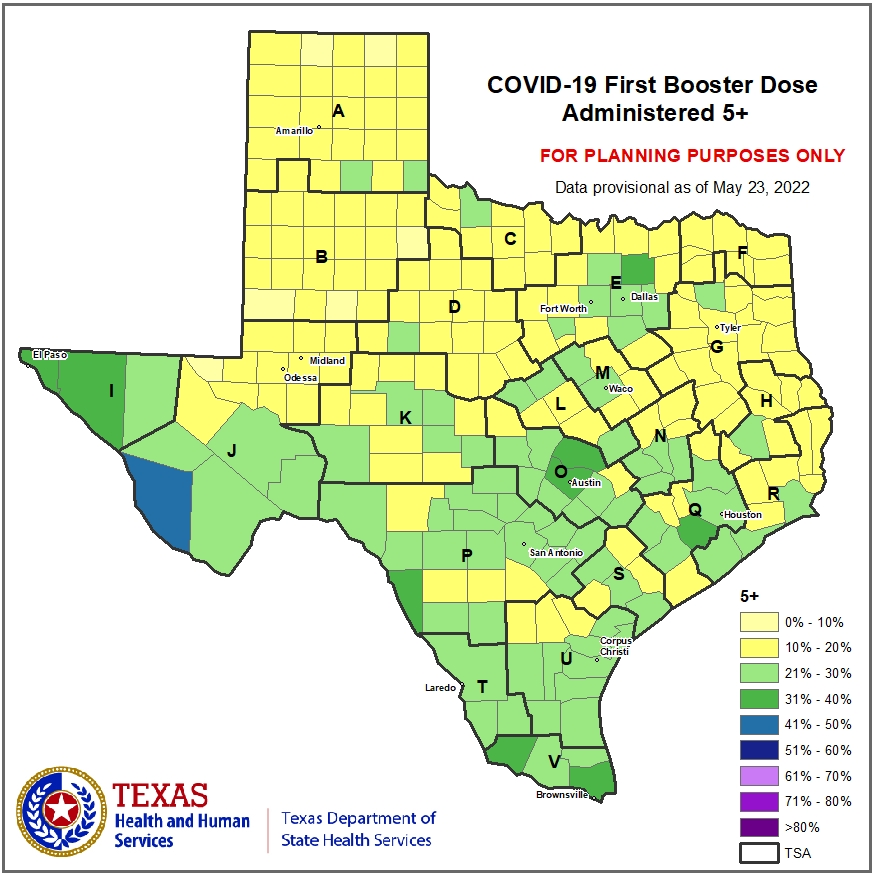 COVID-19 First Booster Dose
Administered 5+
FOR PLANNING PURPOSES ONLY
Data provisional as of May 23, 2022
A
Amarillo
B
C
D
E
Fort Worth
Dallas
F
Tyler
G
El Paso
I
Midland
Odessa
J
K
L
M
Waco
H
N
O
Austin
Q
Houston
R
P
San Antonio
S
U
Corpus
Christi
Laredo
T
V
Brownsville
5+
0% - 10%
10% - 20%
21% - 30%
31% - 40%
41% - 50%
51% - 60%
61% - 70%
71% - 80%
>80%
TSA
TEXAS
Health and Human
Services
Texas Department of
State Health Services